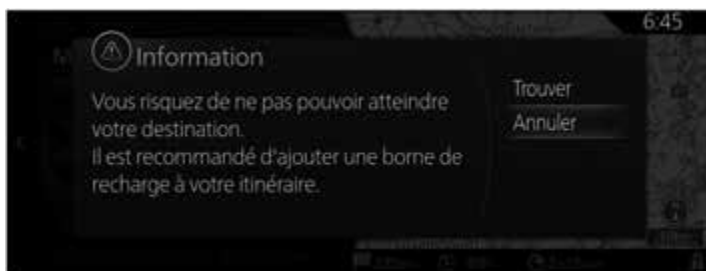 6:45
Information
Vous risquez de ne pas pouvoir atteindre
votre destination.
Il est recommandé d'ajouter une borne de
recharge à votre itinéraire.
Trouver
Annuler